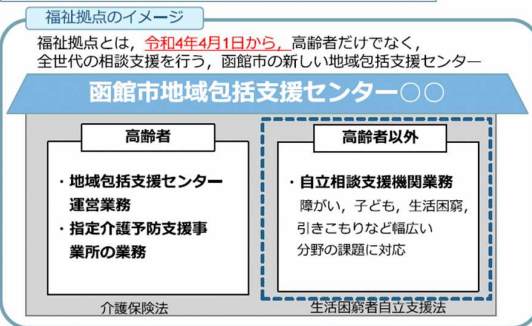 福祉拠点のイメージ
福祉拠点とは，令和4年4月1日から，高齢者だけでなく，
全世代の相談支援を行う，函館市の新しい地域包括支援センター
函館市地域包括支援センター○○
高齢者
・地域包括支援センター
運営業務
・指定介護予防支援事
業所の業務
介護保険法
高齢者以外
・自立相談支援機関業務
障がい，子ども，生活困窮，
引きこもりなど幅広い
分野の課題に対応
生活困窮者自立支援法